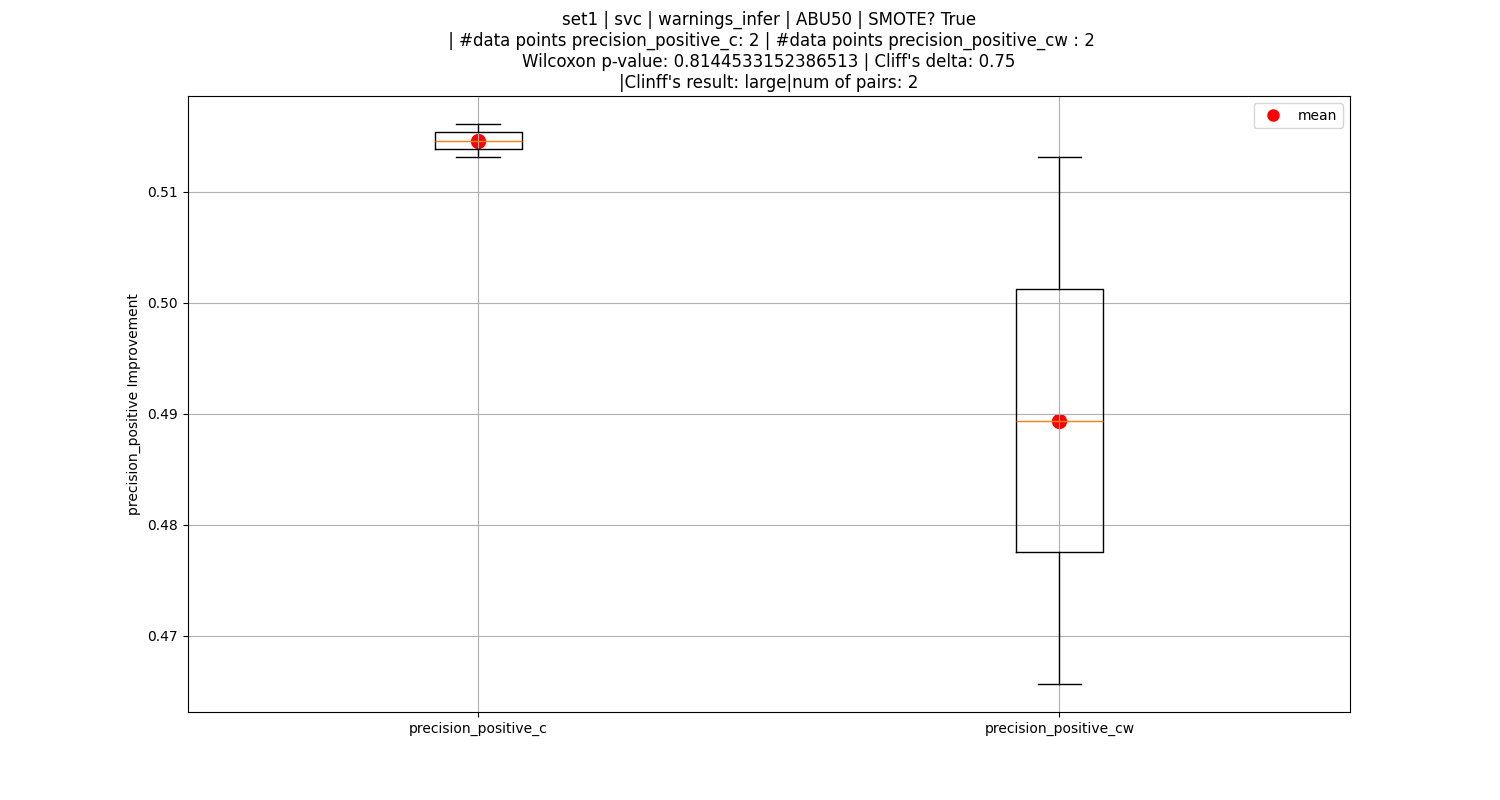 set1 | svc | warnings_infer | ABU50 | SMOTE? True
| #data points precision_positive_c: 2 | #data points precision_positive_cw : 2
Wilcoxon p-value: 0.8144533152386513 | Cliff's delta: 0.75
|Clinff's result: large|num of pairs: 2
mean
0.51
0.50
0.49
0.48
0.47
precision_positive Improvement
precision_positive_c
precision_positive_cw